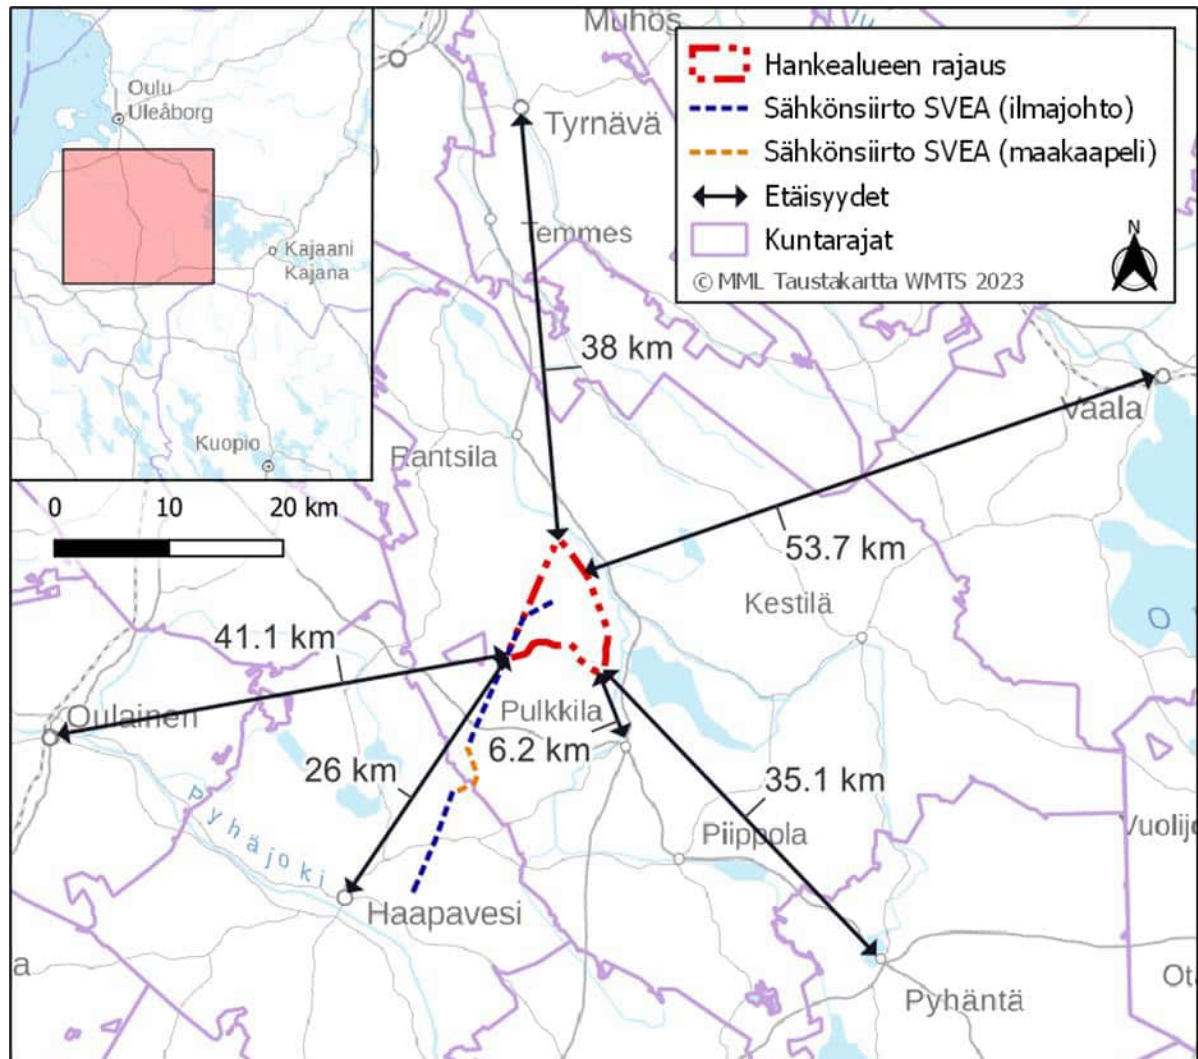 Muhos
Oulu
Uleåborg
Kajaani
Kajana
Kuopio
Hankealueen rajaus
Sähkönsiirto SVEA (ilmajohto)
Sähkönsiirto SVEA (maakaapeli)
Etäisyydet
Kuntarajat
© MML Taustakartta WMTS 2023
N
Tyrnävä
Temmes
38 km
Vaala
Rantsila
0 10 20 km
53.7 km
Kestilä
41.1 km
Oulainen
Pulkkila
6.2 km
26 km
35.1 km
Pyhäjoki
Piippola
Vuolijo
Haapavesi
a
Ota
Pyhäntä